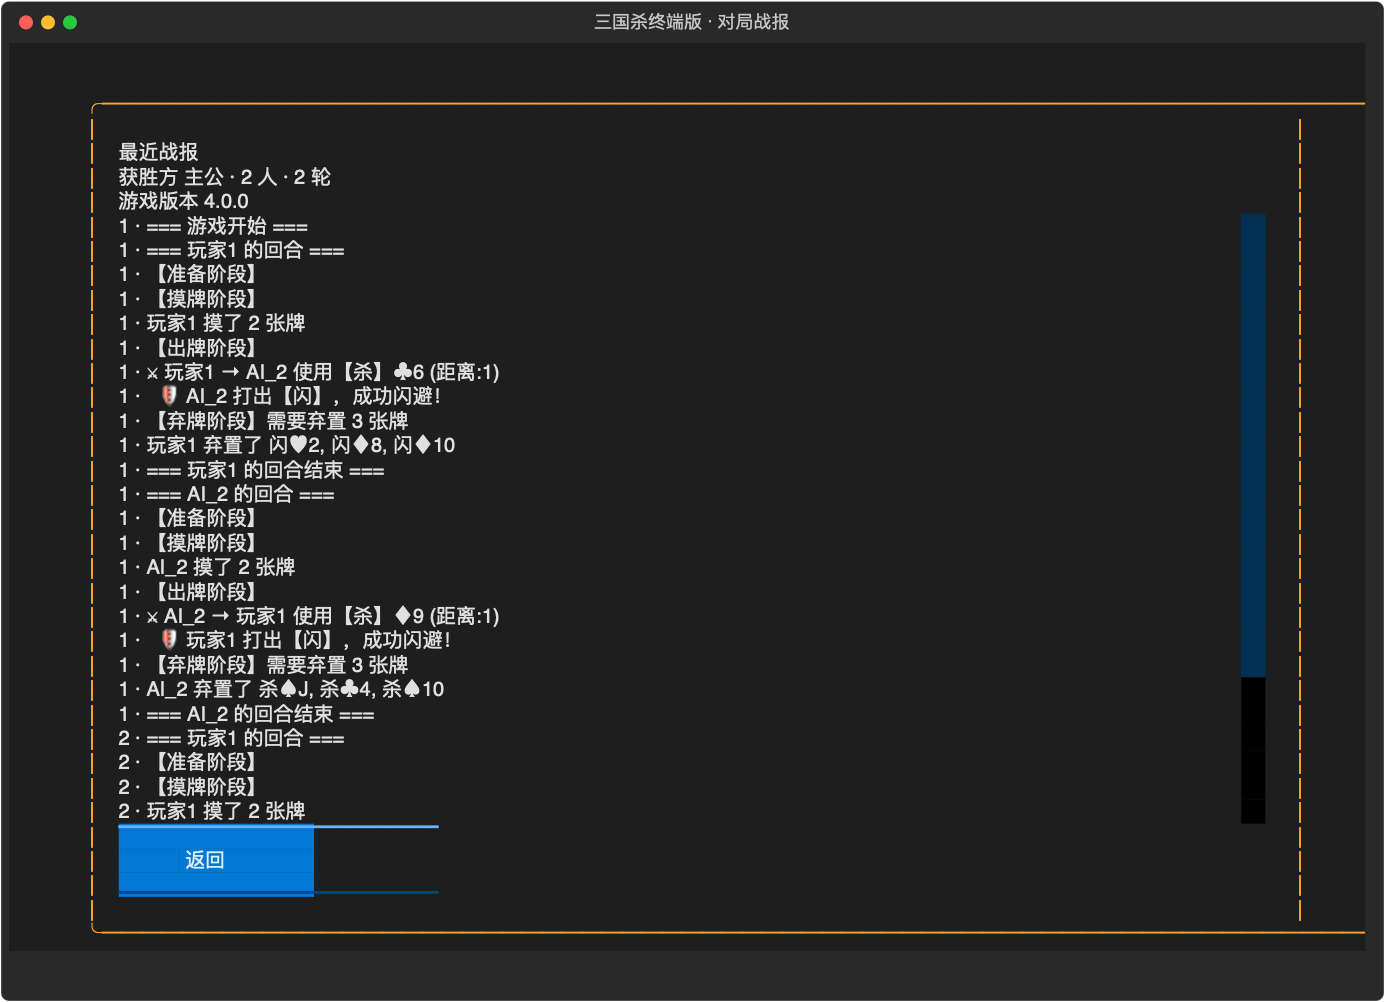 三国杀终端版 · 对局战报
最近战报
获胜方 主公 · 2 人 · 2 轮
游戏版本 4.0.0
1 · === 游戏开始 ===
1 · === 玩家1 的回合 ===
1 · 【准备阶段】
1 · 【摸牌阶段】
1 · 玩家1 摸了 2 张牌
1 · 【出牌阶段】
1 · ⚔ 玩家1 → AI_2 使用【杀】♣6 (距离:1)
1 · 🛡 AI_2 打出【闪】，成功闪避！
1 · 【弃牌阶段】需要弃置 3 张牌
1 · 玩家1 弃置了 闪♥2, 闪♦8, 闪♦10
1 · === 玩家1 的回合结束 ===
1 · === AI_2 的回合 ===
1 · 【准备阶段】
1 · 【摸牌阶段】
1 · AI_2 摸了 2 张牌
1 · 【出牌阶段】
1 · ⚔ AI_2 → 玩家1 使用【杀】♦9 (距离:1)
1 · 🛡 玩家1 打出【闪】，成功闪避！
1 · 【弃牌阶段】需要弃置 3 张牌
1 · AI_2 弃置了 杀♠J, 杀♣4, 杀♠10
1 · === AI_2 的回合结束 ===
2 · === 玩家1 的回合 ===
2 · 【准备阶段】
2 · 【摸牌阶段】
2 · 玩家1 摸了 2 张牌
返回